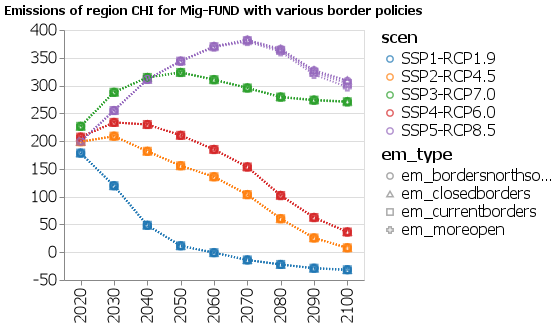 Emissions of region CHI for Mig-FUND with various border policies
400
350
300
250
200
150
100
50
0
-50
2020
2030
2040
2050
2060
2070
2080
2090
2100
scen
SSP1-RCP1.9
SSP2-RCP4.5
SSP3-RCP7.0
SSP4-RCP6.0
SSP5-RCP8.5
em_type
em_bordersnorthso...
em_closedborders
em_currentborders
em_moreopen